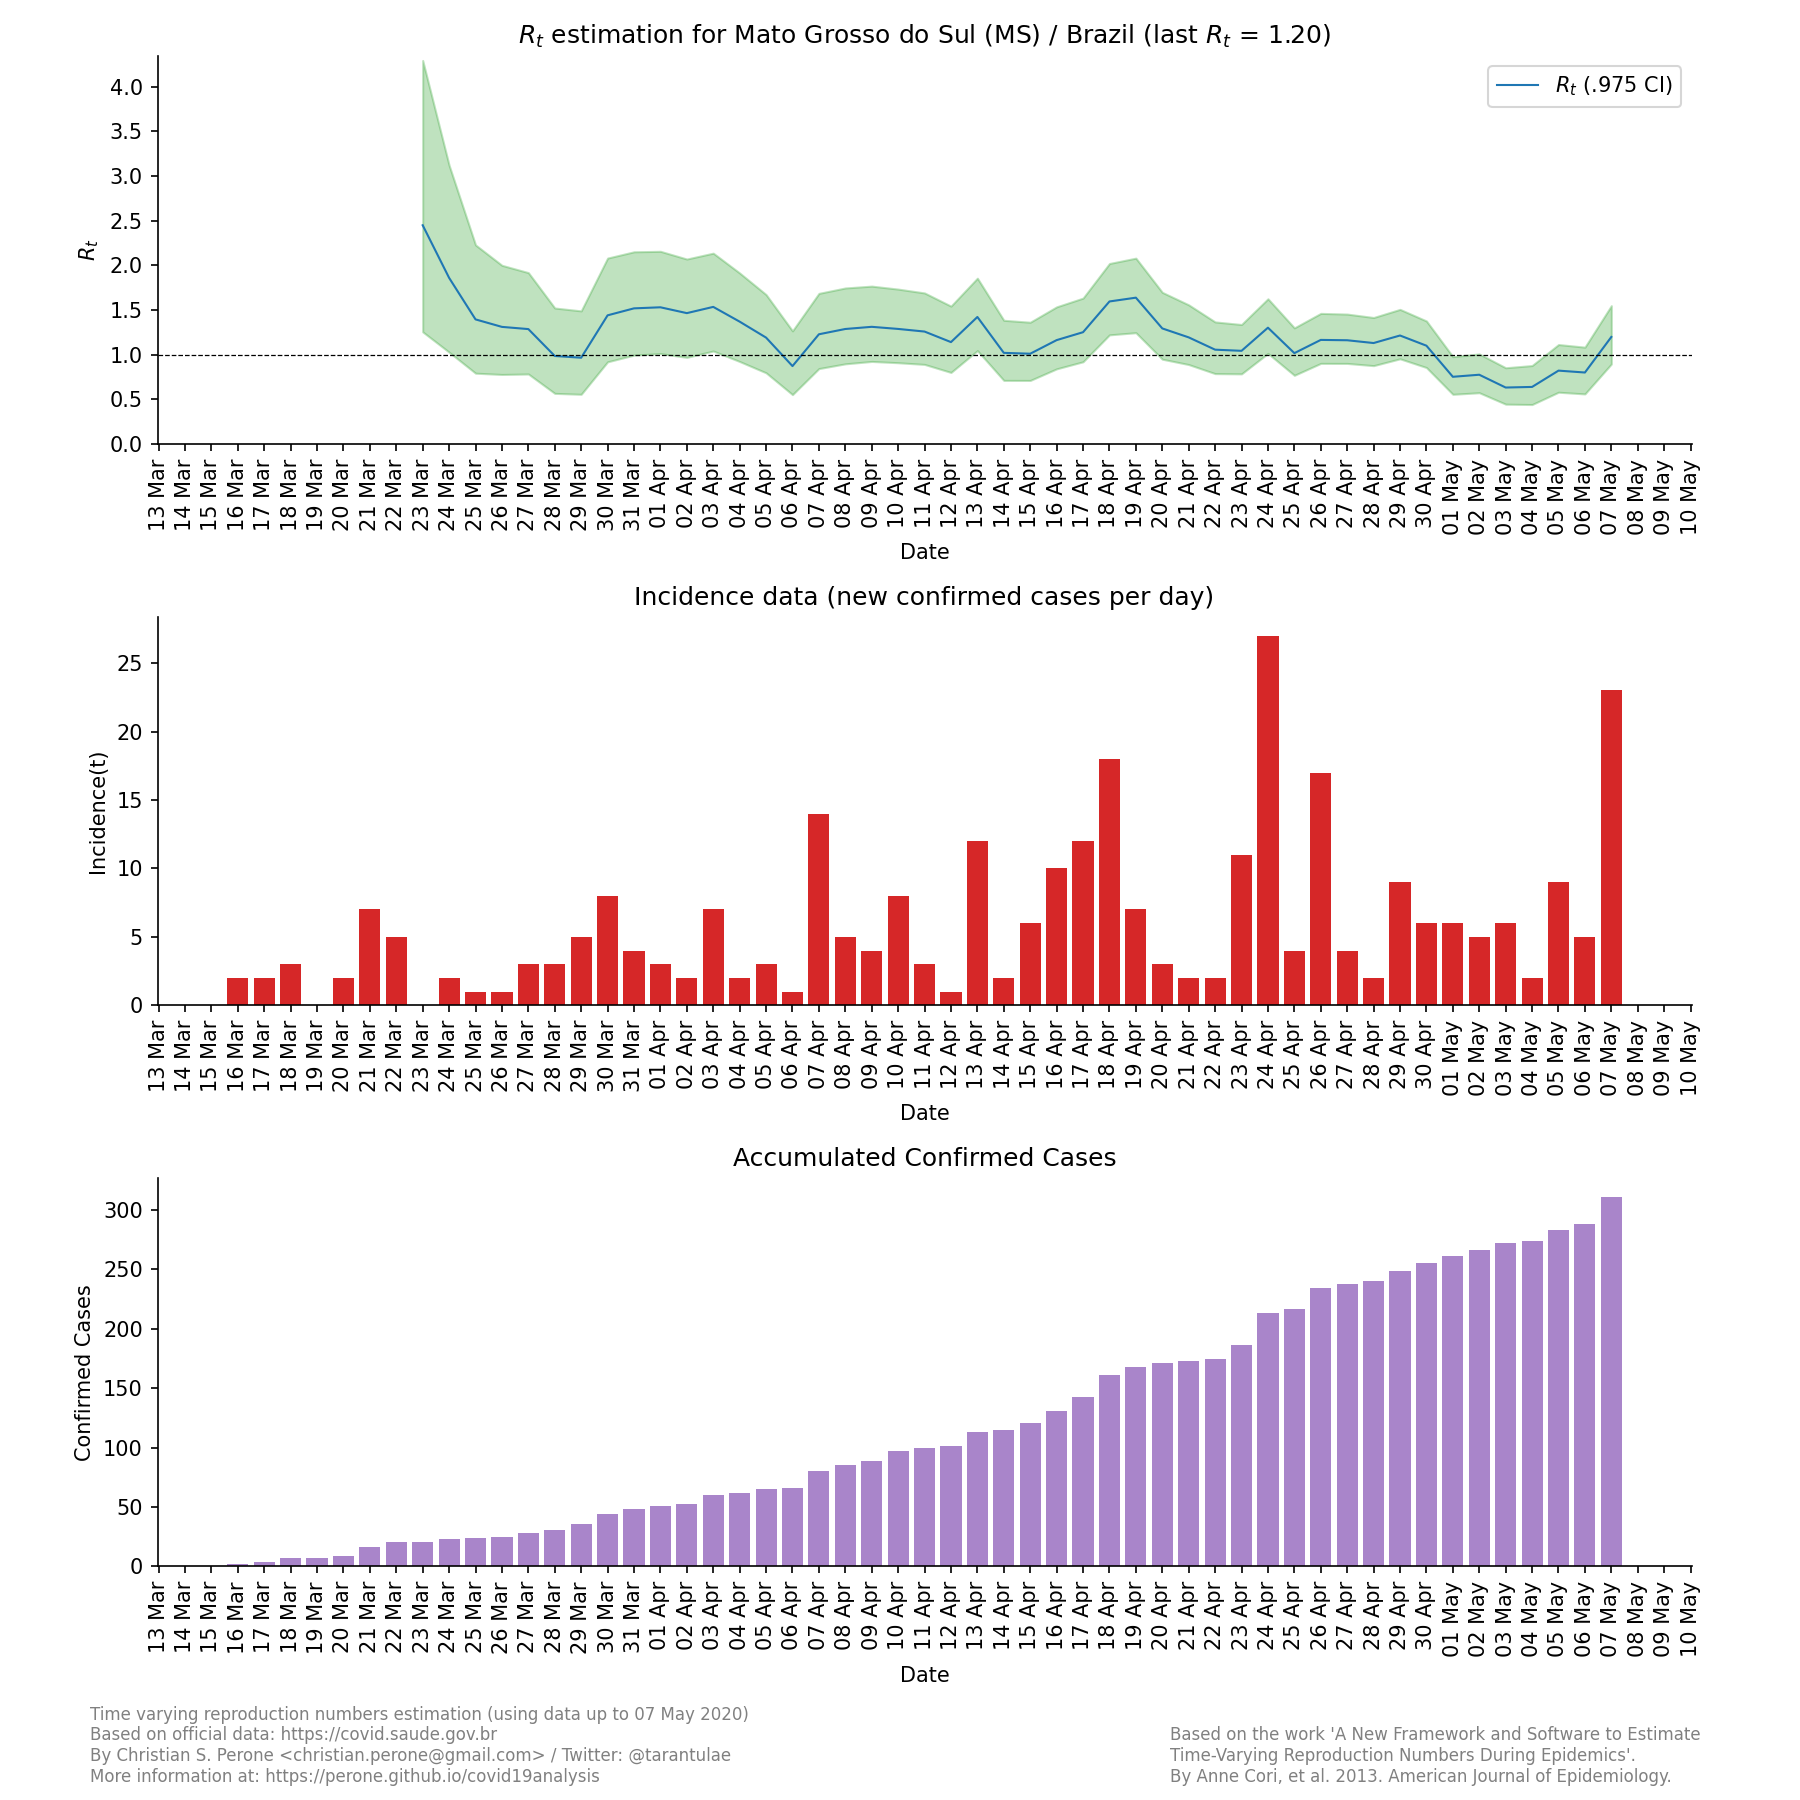 R_t estimation for Mato Grosso do Sul (MS) / Brazil (last R_t = 1.20)
R_t (.975 CI)
4.0
3.5
3.0
2.5
2.0
1.5
1.0
0.5
0.0
R_t
13 Mar 14 Mar 15 Mar 16 Mar 17 Mar 18 Mar 19 Mar 20 Mar 21 Mar 22 Mar 23 Mar 24 Mar 25 Mar 26 Mar 27 Mar 28 Mar 29 Mar 30 Mar 31 Mar 01 Apr 02 Apr 03 Apr 04 Apr 05 Apr 06 Apr 07 Apr 08 Apr 09 Apr 10 Apr 11 Apr 12 Apr 13 Apr 14 Apr 15 Apr 16 Apr 17 Apr 18 Apr 19 Apr 20 Apr 21 Apr 22 Apr 23 Apr 24 Apr 25 Apr 26 Apr 27 Apr 28 Apr 29 Apr 30 Apr 01 May 02 May 03 May 04 May 05 May 06 May 07 May 08 May 09 May 10 May
Date
Incidence data (new confirmed cases per day)
25
20
15
10
5
0
Incidence(t)
13 Mar 14 Mar 15 Mar 16 Mar 17 Mar 18 Mar 19 Mar 20 Mar 21 Mar 22 Mar 23 Mar 24 Mar 25 Mar 26 Mar 27 Mar 28 Mar 29 Mar 30 Mar 31 Mar 01 Apr 02 Apr 03 Apr 04 Apr 05 Apr 06 Apr 07 Apr 08 Apr 09 Apr 10 Apr 11 Apr 12 Apr 13 Apr 14 Apr 15 Apr 16 Apr 17 Apr 18 Apr 19 Apr 20 Apr 21 Apr 22 Apr 23 Apr 24 Apr 25 Apr 26 Apr 27 Apr 28 Apr 29 Apr 30 Apr 01 May 02 May 03 May 04 May 05 May 06 May 07 May 08 May 09 May 10 May
Date
Accumulated Confirmed Cases
300
250
200
150
100
50
0
Confirmed Cases
13 Mar 14 Mar 15 Mar 16 Mar 17 Mar 18 Mar 19 Mar 20 Mar 21 Mar 22 Mar 23 Mar 24 Mar 25 Mar 26 Mar 27 Mar 28 Mar 29 Mar 30 Mar 31 Mar 01 Apr 02 Apr 03 Apr 04 Apr 05 Apr 06 Apr 07 Apr 08 Apr 09 Apr 10 Apr 11 Apr 12 Apr 13 Apr 14 Apr 15 Apr 16 Apr 17 Apr 18 Apr 19 Apr 20 Apr 21 Apr 22 Apr 23 Apr 24 Apr 25 Apr 26 Apr 27 Apr 28 Apr 29 Apr 30 Apr 01 May 02 May 03 May 04 May 05 May 06 May 07 May 08 May 09 May 10 May
Date
Time varying reproduction numbers estimation (using data up to 07 May 2020)
Based on official data: https://covid.saude.gov.br
By Christian S. Perone <christian.perone@gmail.com> / Twitter: @tarantulae
More information at: https://perone.github.io/covid19analysis
Based on the work 'A New Framework and Software to Estimate
Time-Varying Reproduction Numbers During Epidemics'.
By Anne Cori, et al. 2013. American Journal of Epidemiology.